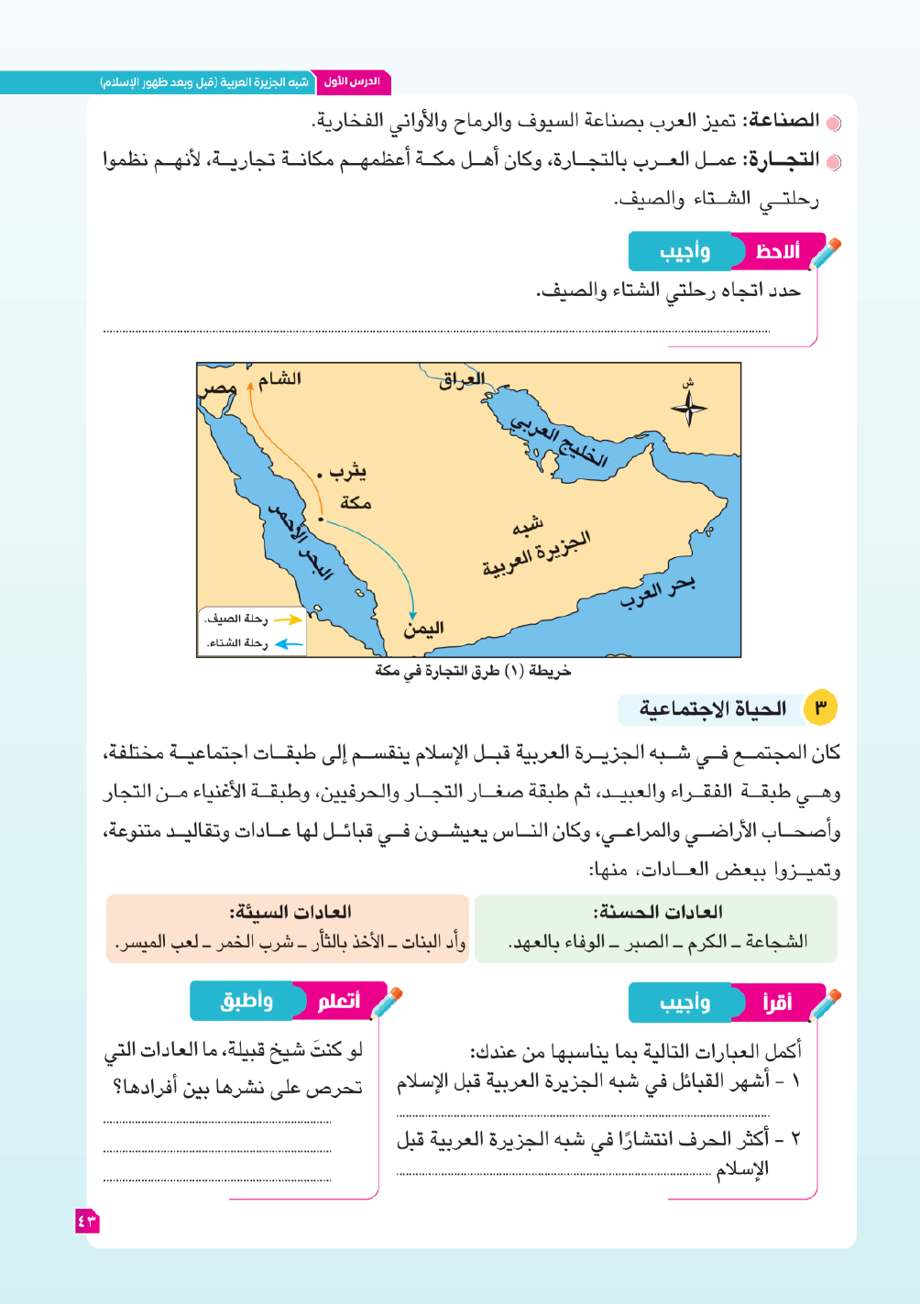 الدرس الأول
شبه الجزيرة العربية (قبل وبعد ظهور الإسلام)
الصناعة: تميز العرب بصناعة السيوف والرماح والأواني الفخارية.
التجارة: عمل العرب بالتجارة، وكان أهل مكة أعظمهم مكانة تجارية، لأنهم نظموا
رحلتي الشتاء والصيف.
ألاحظ وأجيب
حدد اتجاه رحلتي الشتاء والصيف.
العراق
الشام
مصر
ش
الخليج العربي
يثرب
مكة
شبه
الجزيرة العربية
البحر الأحمر
بحر العرب
اليمن
رحلة الصيف.
رحلة الشتاء.
خريطة (١) طرق التجارة في مكة
٣ الحياة الاجتماعية
كان المجتمع في شبه الجزيرة العربية قبل الإسلام ينقسم إلى طبقات اجتماعية مختلفة،
وهي طبقة الفقراء والعبيد، ثم طبقة صغار التجار والحرفيين، وطبقة الأغنياء من التجار
وأصحاب الأراضي والمراعي، وكان الناس يعيشون في قبائل لها عادات وتقاليد متنوعة،
وتميزوا ببعض العادات، منها:
العادات الحسنة:
الشجاعة – الكرم – الصبر – الوفاء بالعهد.
العادات السيئة:
وأد البنات – الأخذ بالثأر – شرب الخمر – لعب الميسر.
أقرأ وأجيب
أكمل العبارات التالية بما يناسبها من عندك:
١ – أشهر القبائل في شبه الجزيرة العربية قبل الإسلام
٢ – أكثر الحرف انتشارًا في شبه الجزيرة العربية قبل
الإسلام
أتعلم وأطبق
لو كنتَ شيخ قبيلة، ما العادات التي
تحرص على نشرها بين أفرادها؟
٤٣